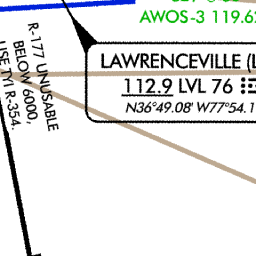 AWOS-3 119.6
LAWRENCEVILLE
112.9 LVL 76
N36°49.08' W77°54.1
R-177 UNUSABLE
BELOW 6000,
USE TYI R-354.